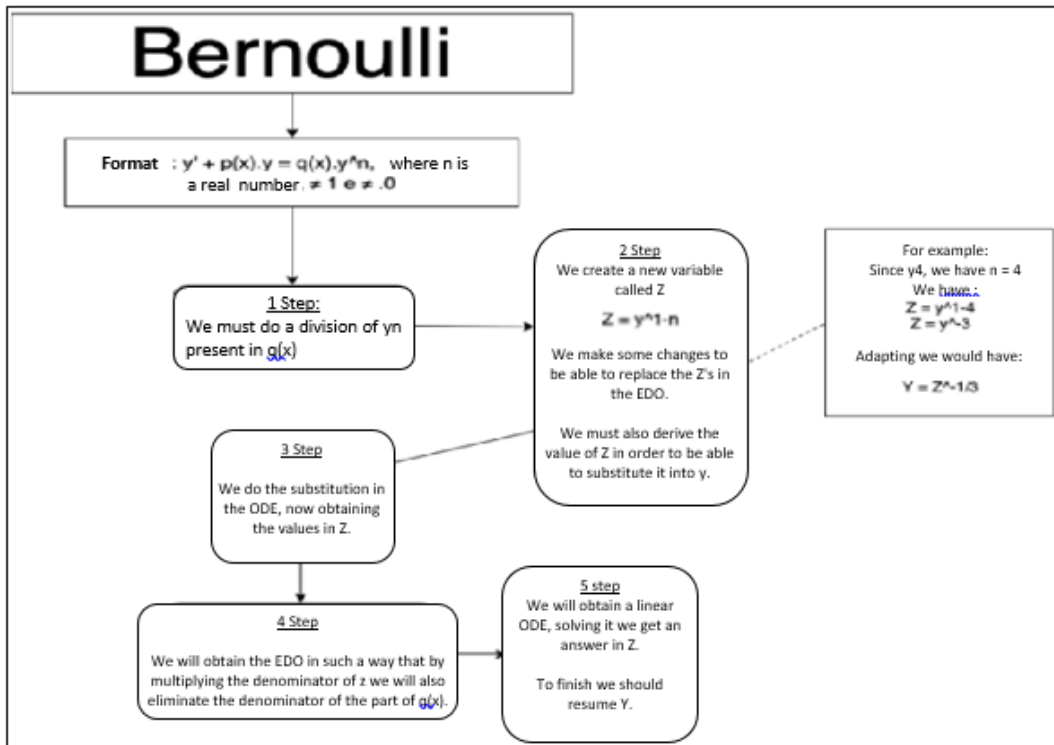 Bernoulli
Format : y' + p(x).y = q(x).y^n, where n is
a real number. ≠ 1 e ≠ .0
1 Step:
We must do a division of yn
present in q(x)
2 Step
We create a new variable
called Z
Z = y^1-n
We make some changes to
be able to replace the Z's in
the EDO.
We must also derive the
value of Z in order to be able
to substitute it into y.
For example:
Since y4, we have n = 4
We have :
Z = y^1-4
Z = y^-3
Adapting we would have:
Y = Z^-1/3
3 Step
We do the substitution in
the ODE, now obtaining
the values in Z.
4 Step
We will obtain the EDO in such a way that by
multiplying the denominator of z we will also
eliminate the denominator of the part of q(x).
5 step
We will obtain a linear
ODE, solving it we get an
answer in Z.
To finish we should
resume Y.